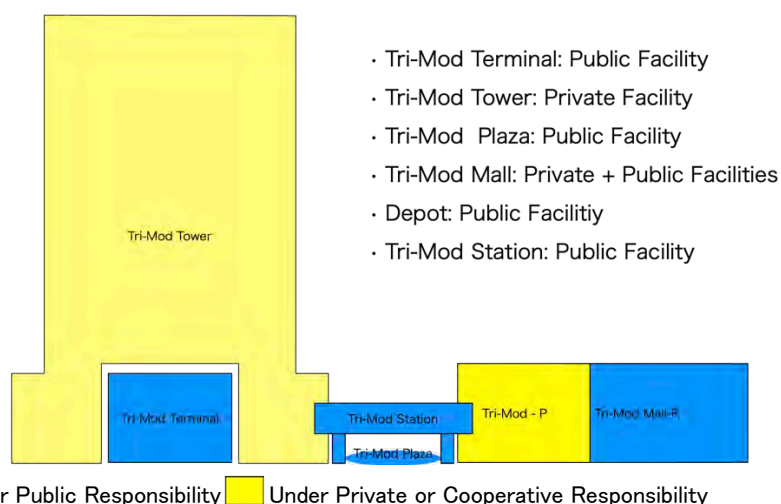 · Tri-Mod Terminal: Public Facility
· Tri-Mod Tower: Private Facility
· Tri-Mod  Plaza: Public Facility
· Tri-Mod Mall: Private + Public Facilities
· Depot: Public Facilitiy
· Tri-Mod Station: Public Facility
Tri-Mod Tower
Tri-Mod Terminal
Tri-Mod Station
Tri-Mod Plaza
Tri-Mod - P
Tri-Mod Mall-P
r Public Responsibility
Under Private or Cooperative Responsibility